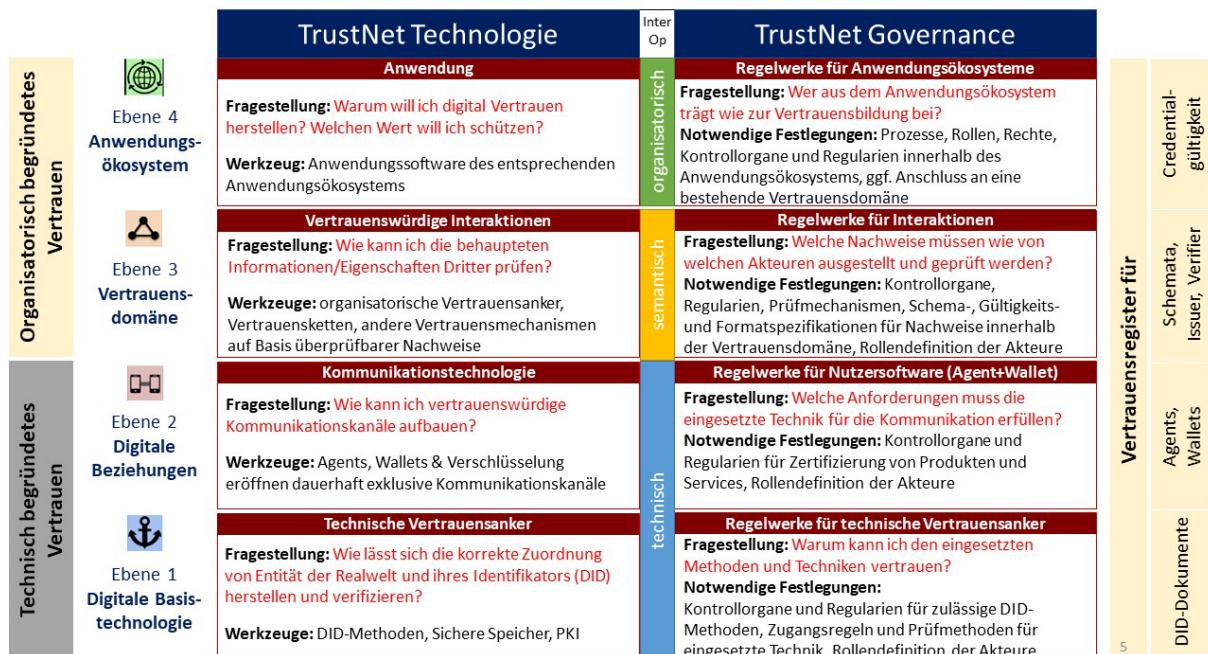 TrustNet Technologie
Inter
Op
TrustNet Governance
Organisatorisch begründetes
Vertrauen
Ebene 4
Anwendungs-
ökosystem
Anwendung
Fragestellung: Warum will ich digital Vertrauen
herstellen? Welchen Wert will ich schützen?
Werkzeug: Anwendungssoftware des entsprechenden
Anwendungsökosystems
organisatorisch
Regelwerke für Anwendungsökosysteme
Fragestellung: Wer aus dem Anwendungsökosystem
trägt wie zur Vertrauensbildung bei?
Notwendige Festlegungen: Prozesse, Rollen, Rechte,
Kontrollorgane und Regularien innerhalb des
Anwendungsökosystems, ggf. Anschluss an eine
bestehende Vertrauensdomäne
Vertrauensregister für
Credential-
gültigkeit
Ebene 3
Vertrauens-
domäne
Vertrauenswürdige Interaktionen
Fragestellung: Wie kann ich die behaupteten
Informationen/Eigenschaften Dritter prüfen?
Werkzeuge: organisatorische Vertrauensanker,
Vertrauensketten, andere Vertrauensmechanismen
auf Basis überprüfbarer Nachweise
semantisch
Regelwerke für Interaktionen
Fragestellung: Welche Nachweise müssen wie von
welchen Akteuren ausgestellt und geprüft werden?
Notwendige Festlegungen: Kontrollorgane,
Regularien, Prüfmechanismen, Schema-, Gültigkeits-
und Formatspezifikationen für Nachweise innerhalb
der Vertrauensdomäne, Rollendefinition der Akteure
Schemata,
Issuer, Verifier
Technisch begründetes
Vertrauen
Ebene 2
Digitale
Beziehungen
Kommunikationstechnologie
Fragestellung: Wie kann ich vertrauenswürdige
Kommunikationskanäle aufbauen?
Werkzeuge: Agents, Wallets & Verschlüsselung
eröffnen dauerhaft exklusive Kommunikationskanäle
technisch
Regelwerke für Nutzersoftware (Agent+Wallet)
Fragestellung: Welche Anforderungen muss die
eingesetzte Technik für die Kommunikation erfüllen?
Notwendige Festlegungen: Kontrollorgane und
Regularien für Zertifizierung von Produkten und
Services, Rollendefinition der Akteure
Agents,
Wallets
Ebene 1
Digitale Basis-
technologie
Technische Vertrauensanker
Fragestellung: Wie lässt sich die korrekte Zuordnung
von Entität der Realwelt und ihres Identifikators (DID)
herstellen und verifizieren?
Werkzeuge: DID-Methoden, Sichere Speicher, PKI
Regelwerke für technische Vertrauensanker
Fragestellung: Warum kann ich den eingesetzten
Methoden und Techniken vertrauen?
Notwendige Festlegungen:
Kontrollorgane und Regularien für zulässige DID-
Methoden, Zugangsregeln und Prüfmethoden für
eingesetzte Technik, Rollendefinition der Akteure
DID-Dokumente
5